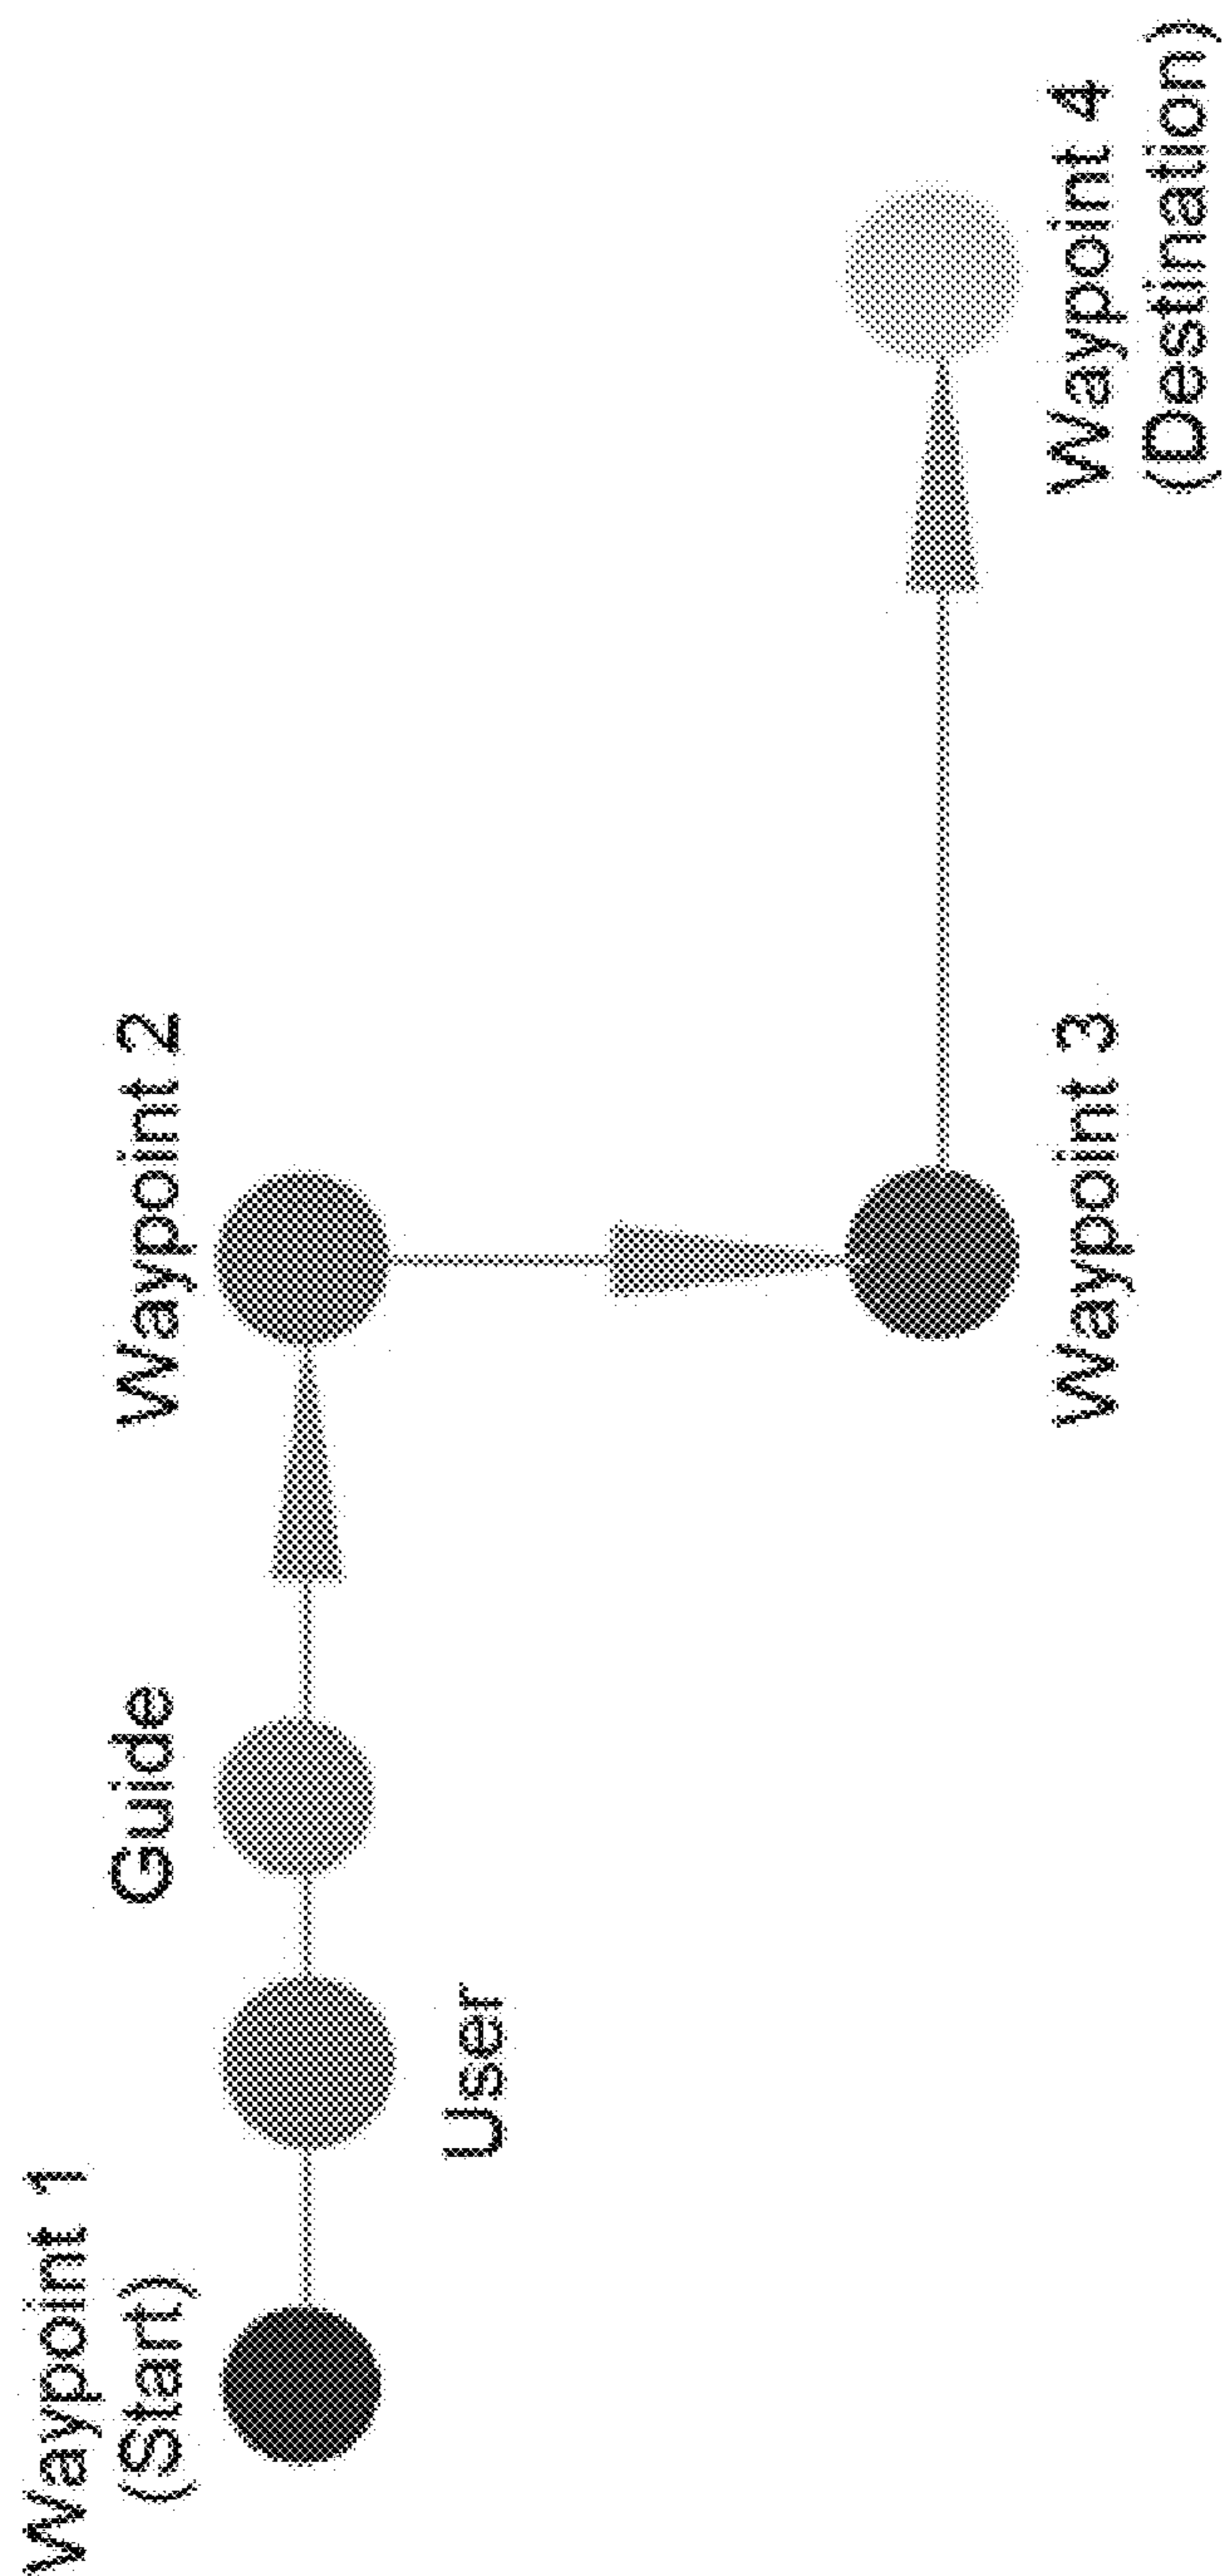 Waypoint 1
(Start)
User
Guide
Waypoint 2
Waypoint 3
Waypoint 4
(Destination)